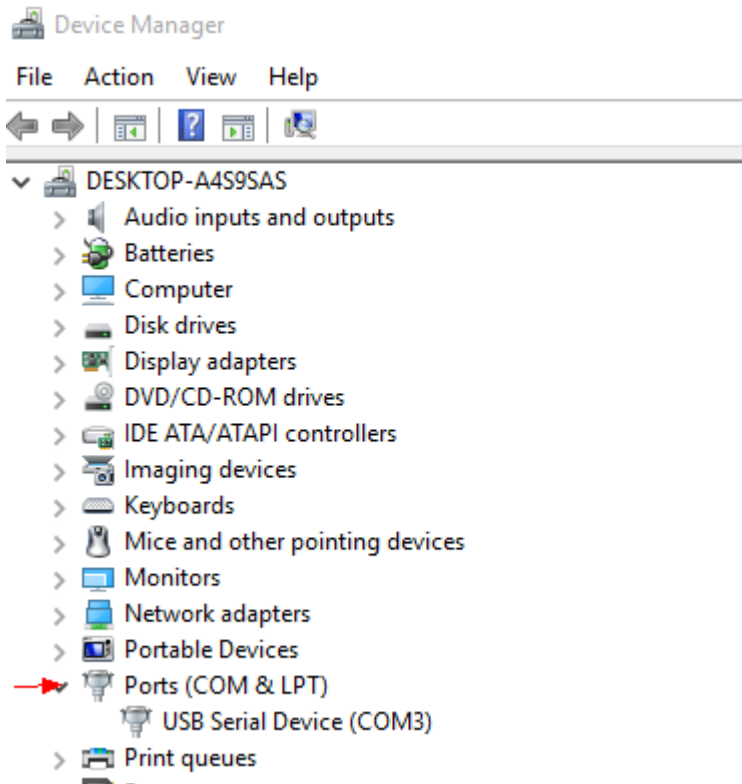 Device Manager
File Action View Help
DESKTOP-A4S9SAS
Audio inputs and outputs
Batteries
Computer
Disk drives
Display adapters
DVD/CD-ROM drives
IDE ATA/ATAPI controllers
Imaging devices
Keyboards
Mice and other pointing devices
Monitors
Network adapters
Portable Devices
Ports (COM & LPT)
USB Serial Device (COM3)
Print queues